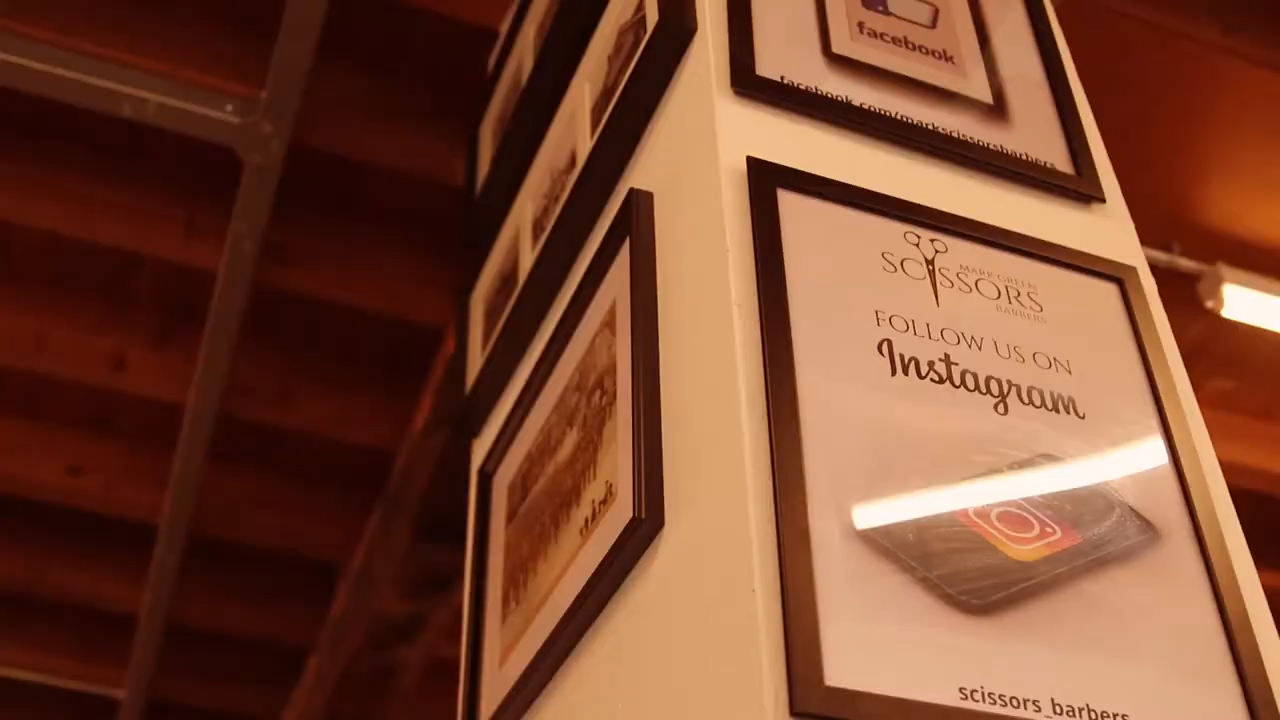 facebook
facebook.com/markscissorsbarbers
MARK GREEN
SCISSORS
BARBERS
FOLLOW US ON
Instagram
scissors_barbers